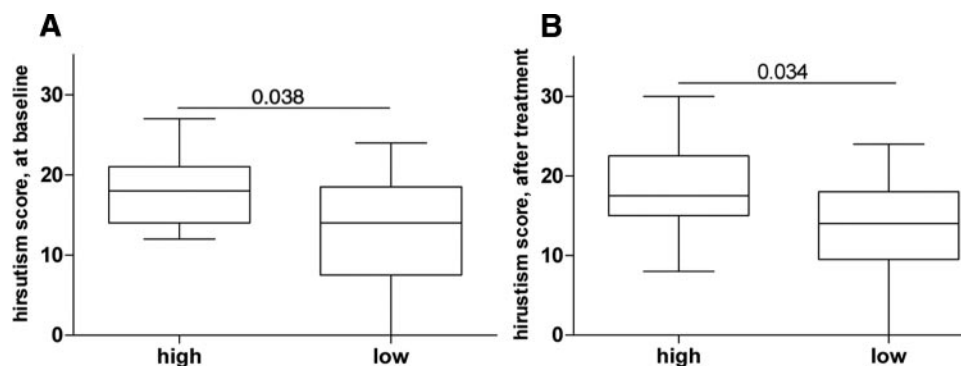 A
hirsutism score, at baseline
30
20
10
0
0.038
high
low
B
hirustism score, after treatment
30
20
10
0
0.034
high
low